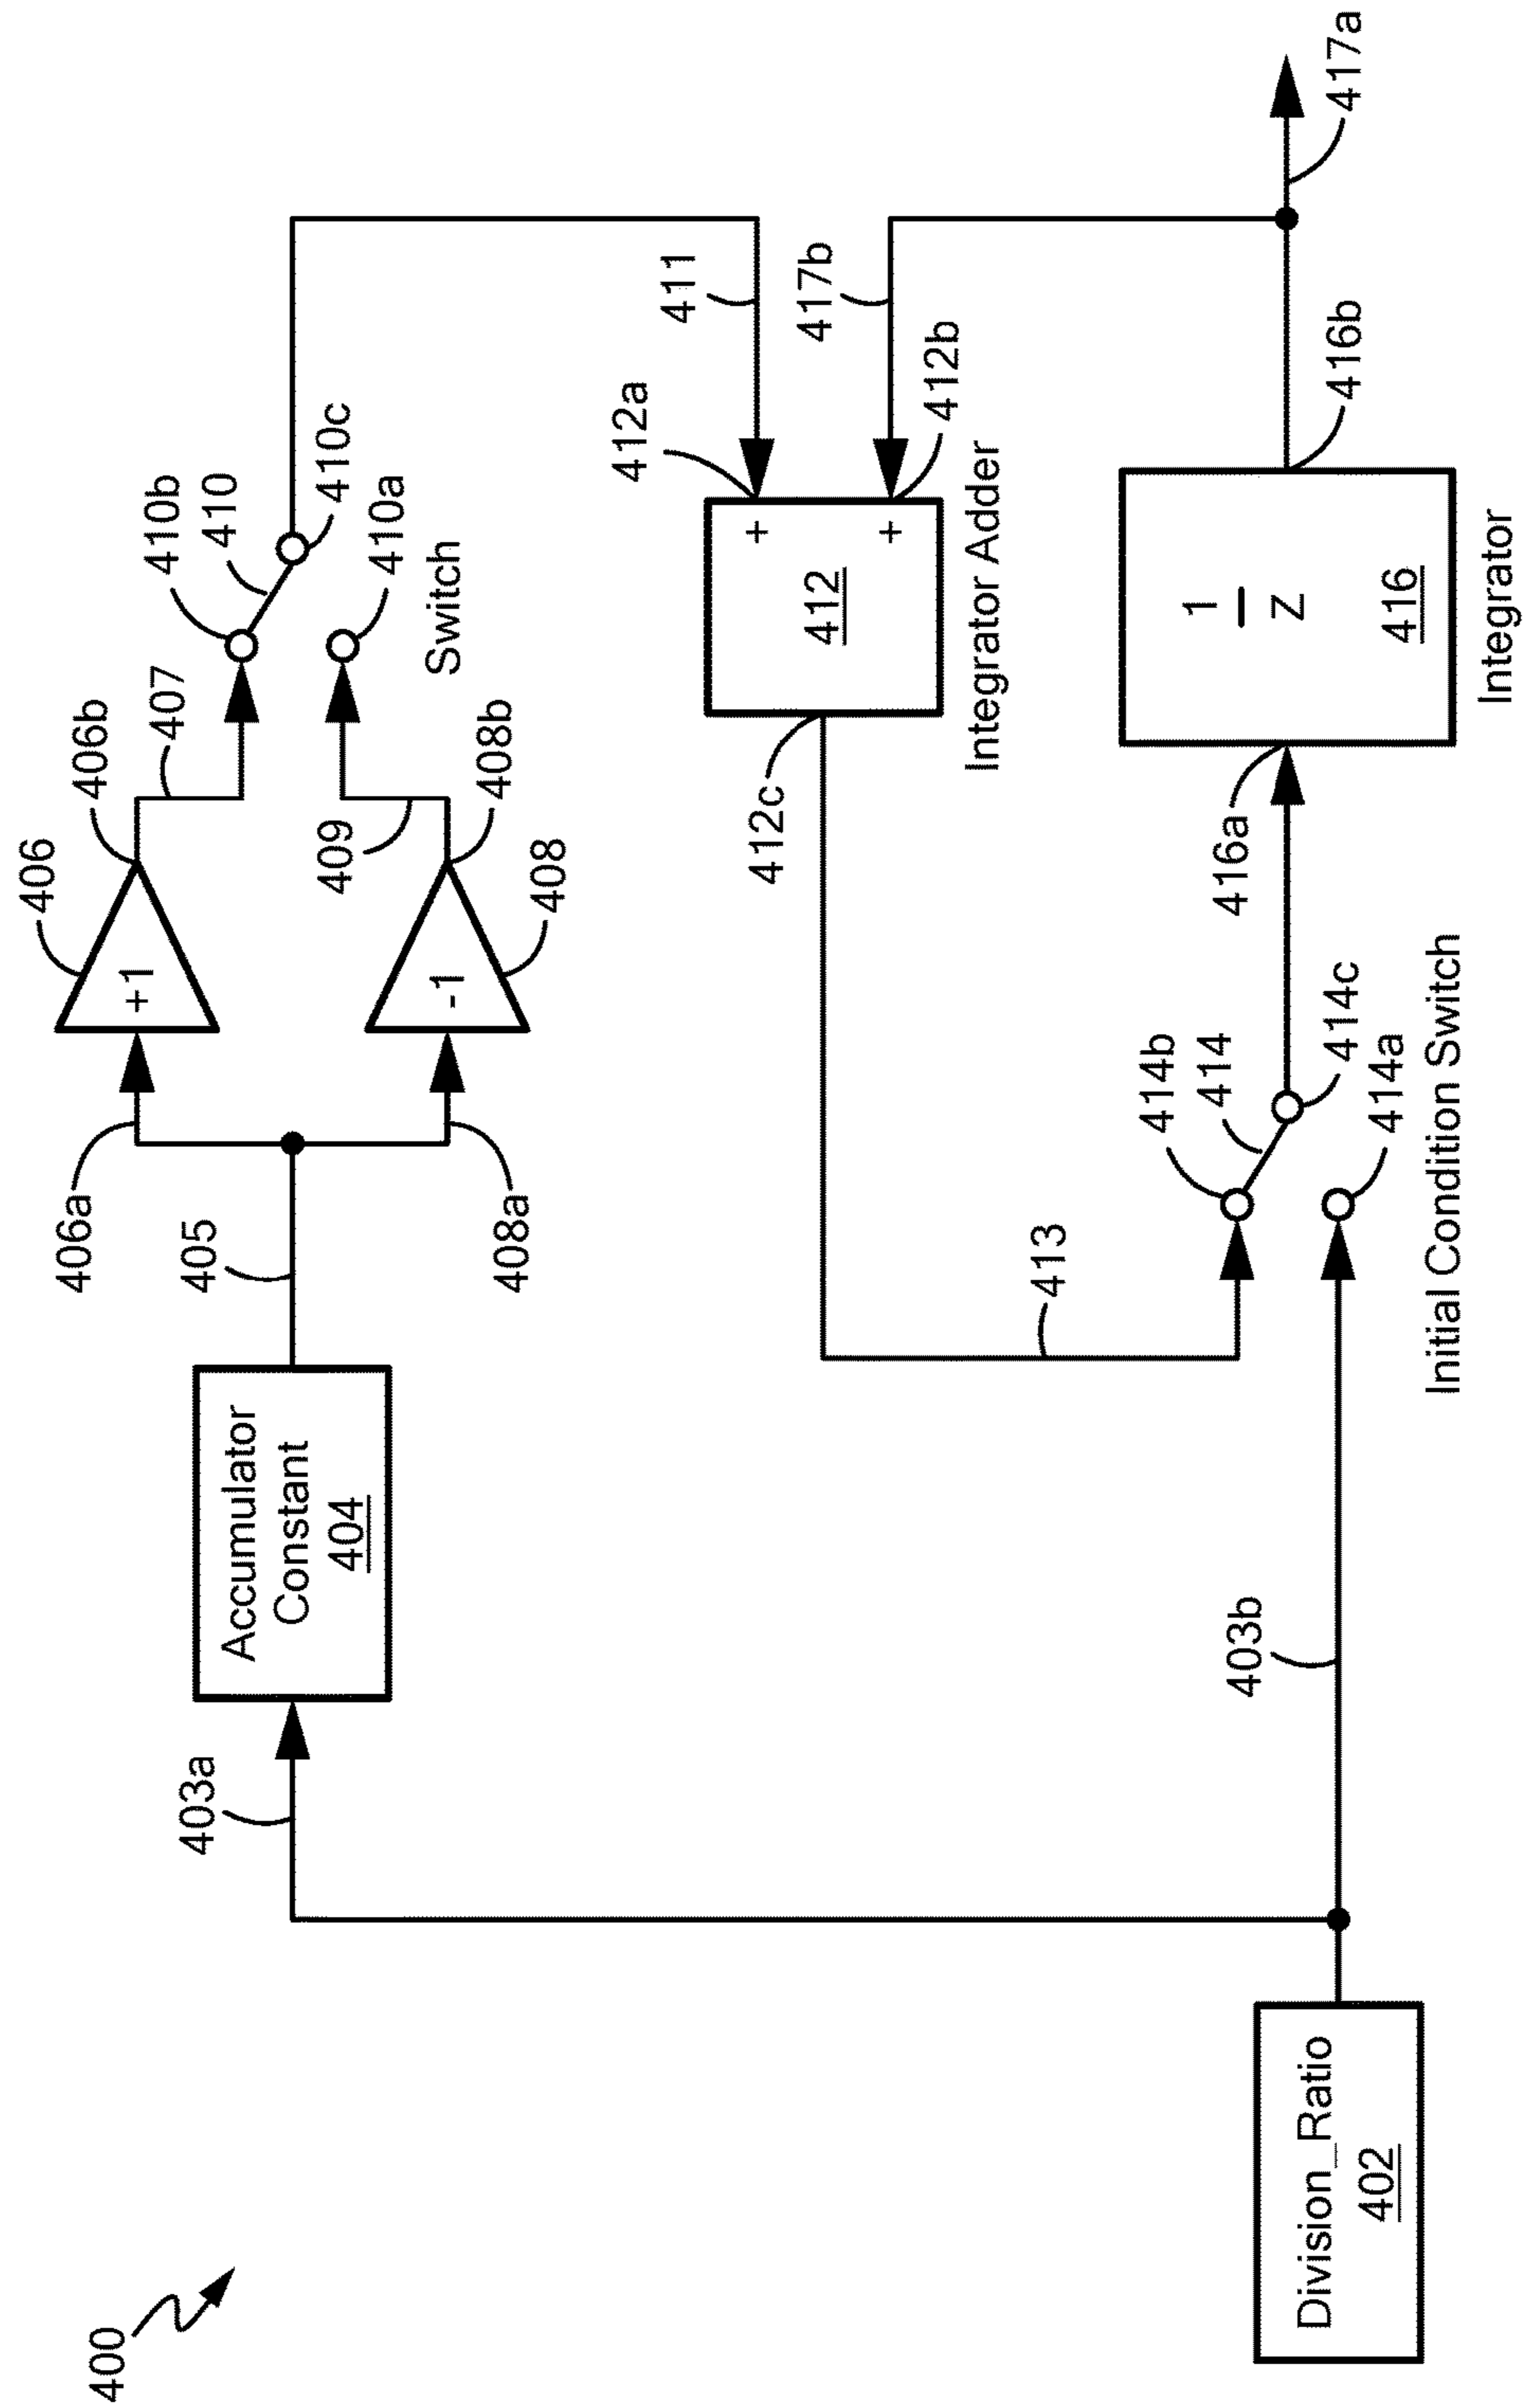 400
Division_Ratio
402
403a
403b
Accumulator
Constant
404
405
406a
408a
406
+1
406b
407
-1
408
408b
409
410b
410
410c
410a
Switch
411
412a
417b
412b
+
+
412
412c
Integrator Adder
413
414b
414
414c
414a
Initial Condition Switch
416a
1
Z
416
416b
Integrator
417a